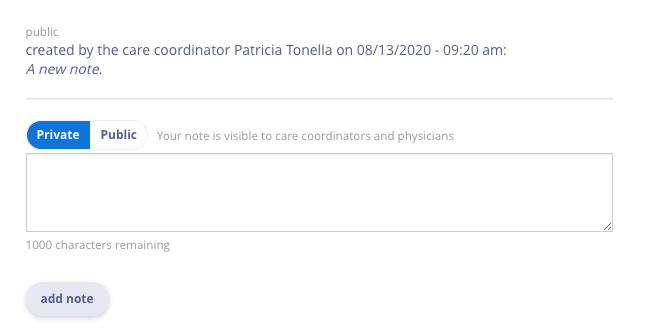 public
created by the care coordinator Patricia Tonella on 08/13/2020 - 09:20 am:
A new note.
Private Public Your note is visible to care coordinators and physicians
1000 characters remaining
add note